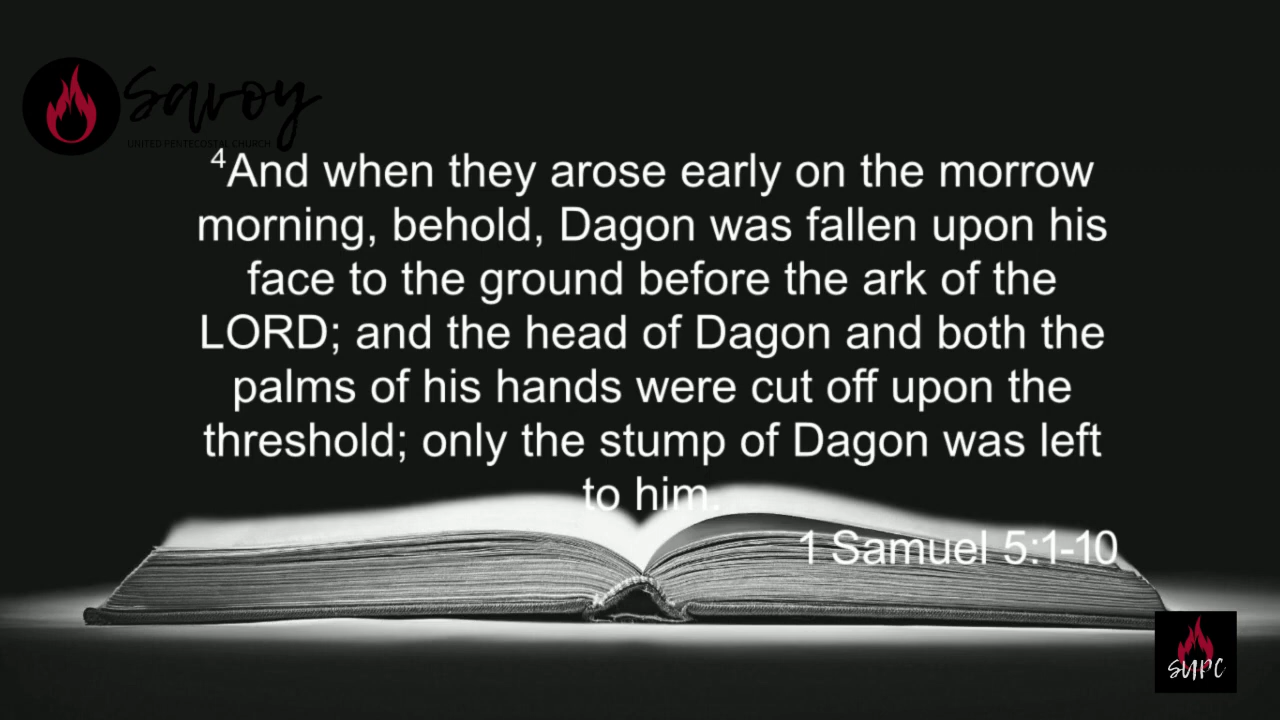 Savoy
UNITED PENTECOSTAL CHURCH
⁴And when they arose early on the morrow
morning, behold, Dagon was fallen upon his
face to the ground before the ark of the
LORD; and the head of Dagon and both the
palms of his hands were cut off upon the
threshold; only the stump of Dagon was left
to him.
1 Samuel 5:1-10
SUPC